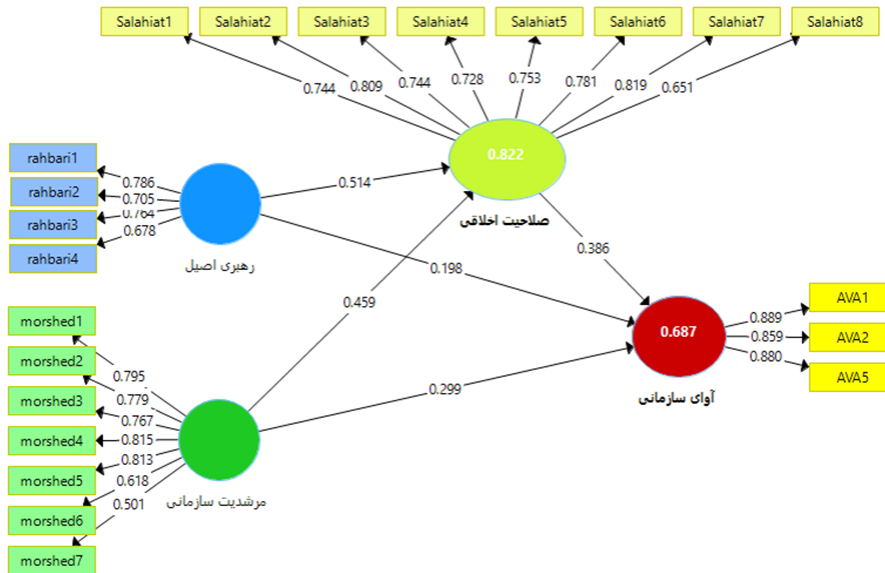 Salahiat1 Salahiat2 Salahiat3 Salahiat4 Salahiat5 Salahiat6 Salahiat7 Salahiat8
0.744 0.809 0.744 0.728 0.753 0.781 0.819 0.651
0.822
صلاحیت اخلاقی
rahbari1
rahbari2
rahbari3
rahbari4
0.786
0.705
0.764
0.678
رهبری اصیل
0.514
0.198
0.459
0.386
0.299
0.687
آوای سازمانی
0.889
0.859
0.880
AVA1
AVA2
AVA5
morshed1
morshed2
morshed3
morshed4
morshed5
morshed6
morshed7
0.795
0.779
0.767
0.815
0.813
0.618
0.501
مرشدیت سازمانی